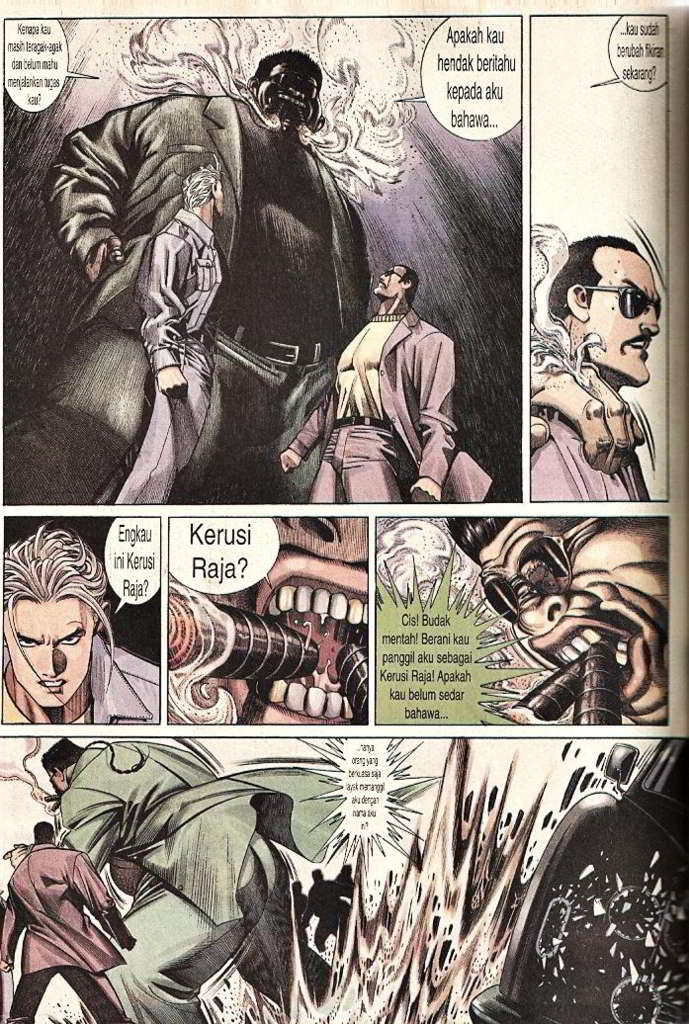 Kenapa kau
masih teragak-agak
dan belum mahu
menjalankan tugas
kau?
Apakah kau
hendak beritahu
kepada aku
bahawa...
...kau sudah
berubah fikiran
sekarang?
Engkau
ini Kerusi
Raja?
Kerusi
Raja?
Cis! Budak
mentah! Berani kau
panggil aku sebagai
Kerusi Raja! Apakah
kau belum sedar
bahawa...
...hanya
orang yang
berkuasa saja
layak memanggil
aku dengan
nama aku
ini?